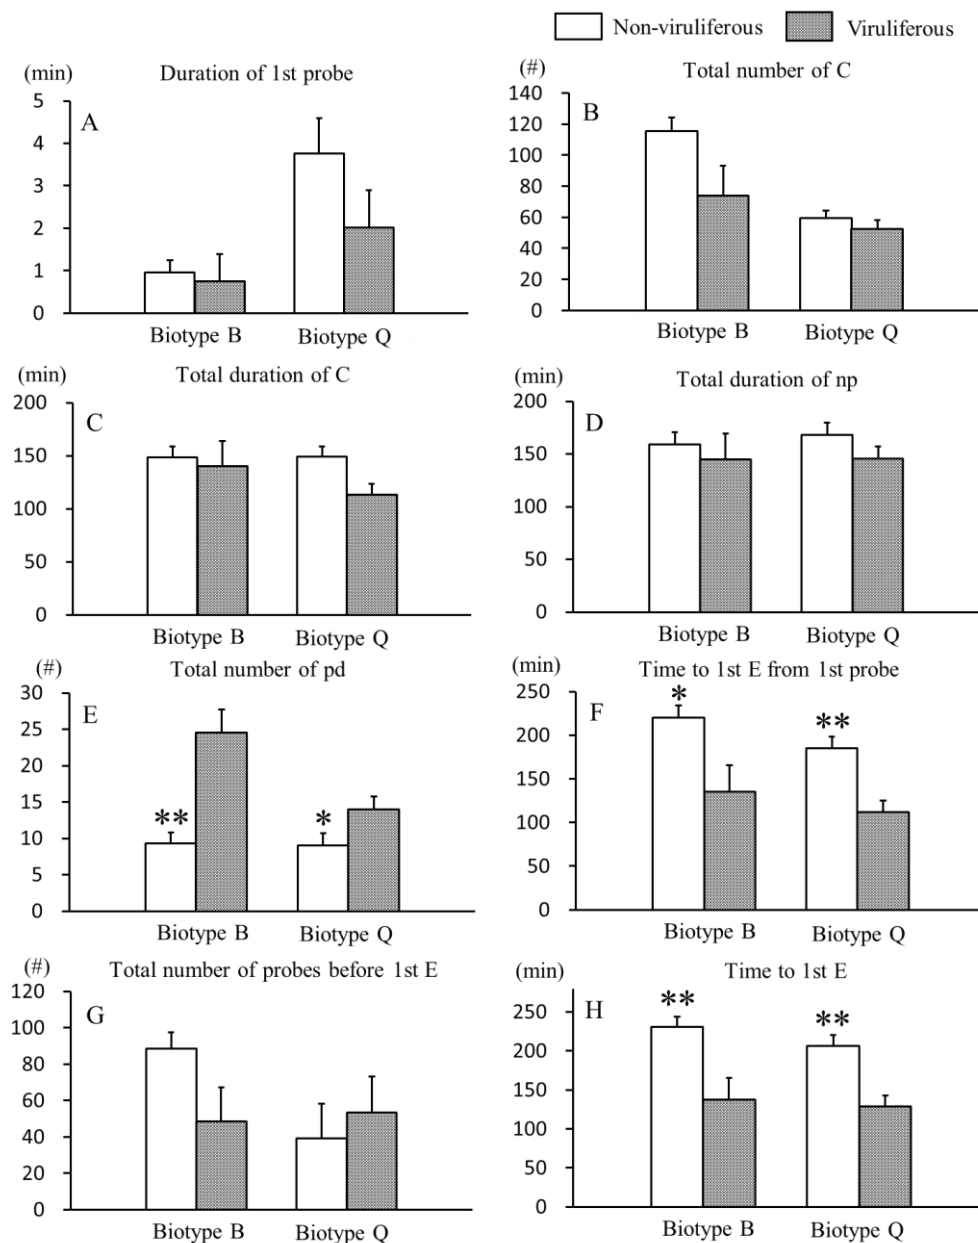 Non-viruliferous Viruliferous
(min) Duration of 1st probe
A
5
4
3
2
1
0
Biotype B Biotype Q
(#) Total number of C
B
140
120
100
80
60
40
20
0
Biotype B Biotype Q
(min) Total duration of C
C
200
150
100
50
0
Biotype B Biotype Q
(min) Total duration of np
D
200
150
100
50
0
Biotype B Biotype Q
(#) Total number of pd
E
30
25
20
15
10
5
0
** *
Biotype B Biotype Q
(min) Time to 1st E from 1st probe
F
250
200
150
100
50
0
* **
Biotype B Biotype Q
(#) Total number of probes before 1st E
G
120
100
80
60
40
20
0
Biotype B Biotype Q
(min) Time to 1st E
H
250
200
150
100
50
0
** **
Biotype B Biotype Q